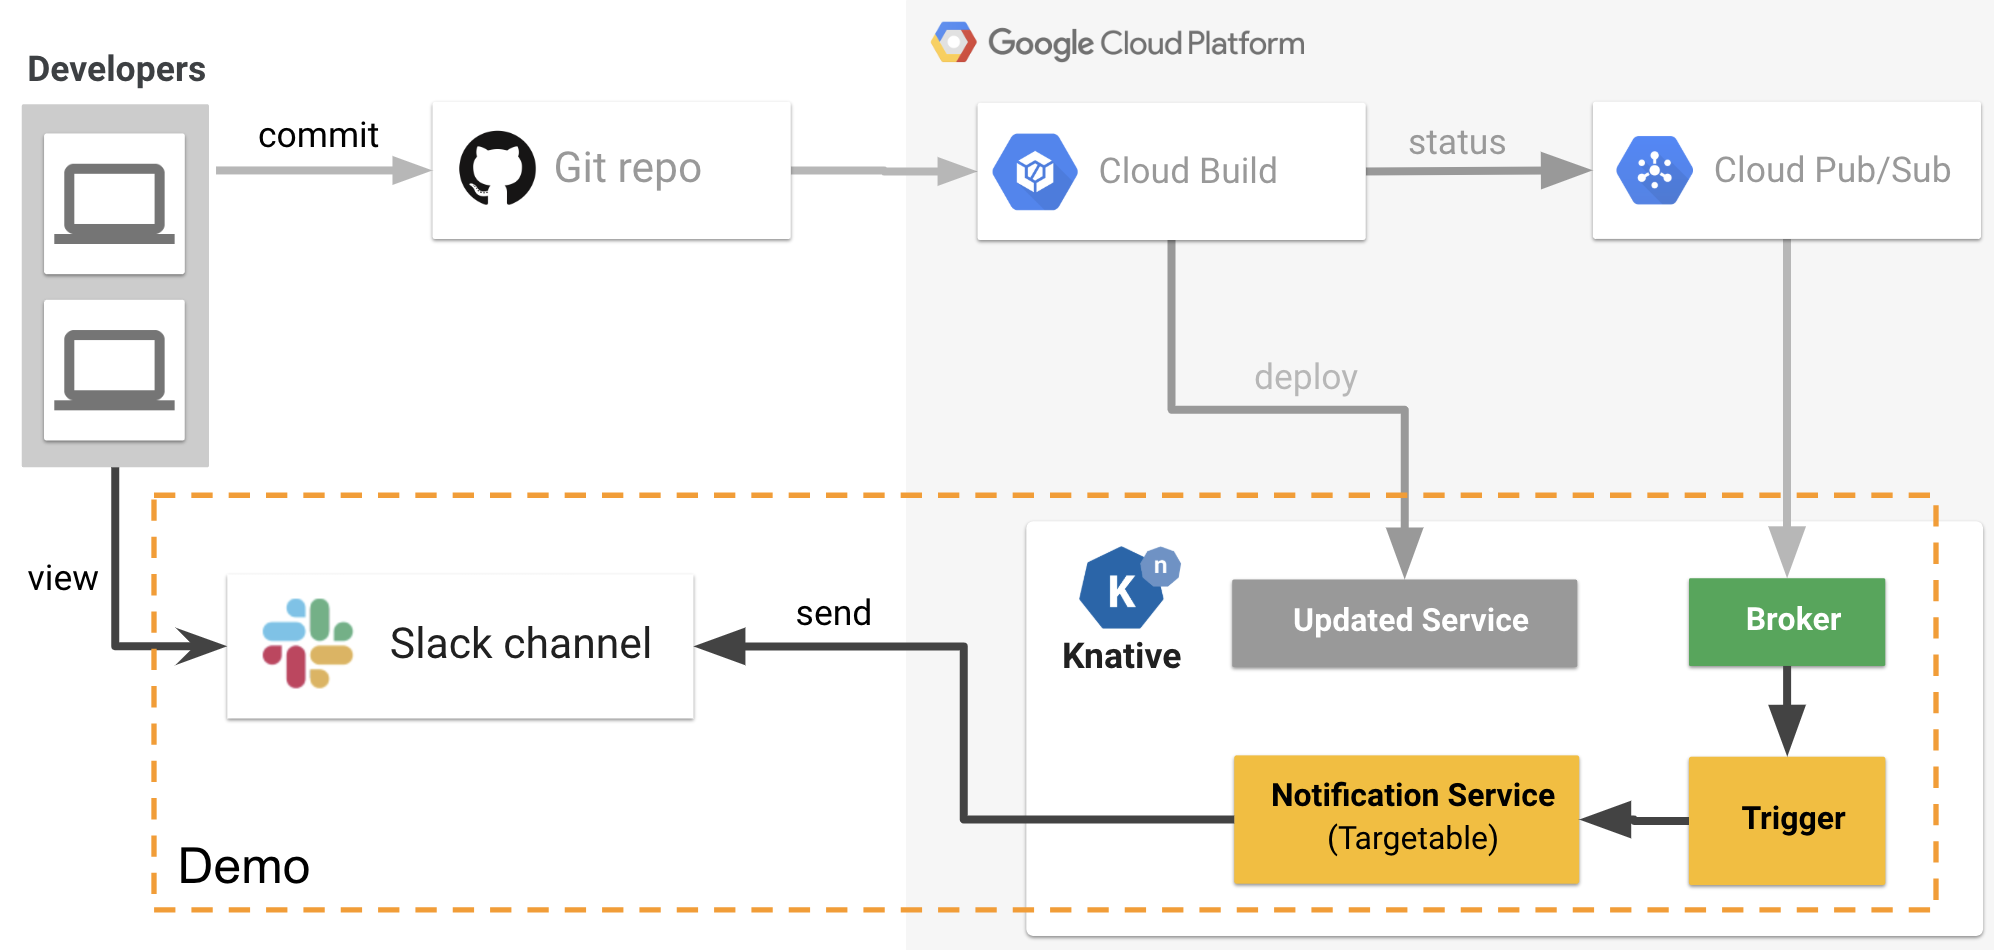 Google Cloud Platform
Developers
commit
Git repo
Cloud Build
status
Cloud Pub/Sub
deploy
view
Slack channel
send
K
n
Knative
Updated Service
Broker
Notification Service
(Targetable)
Trigger
Demo